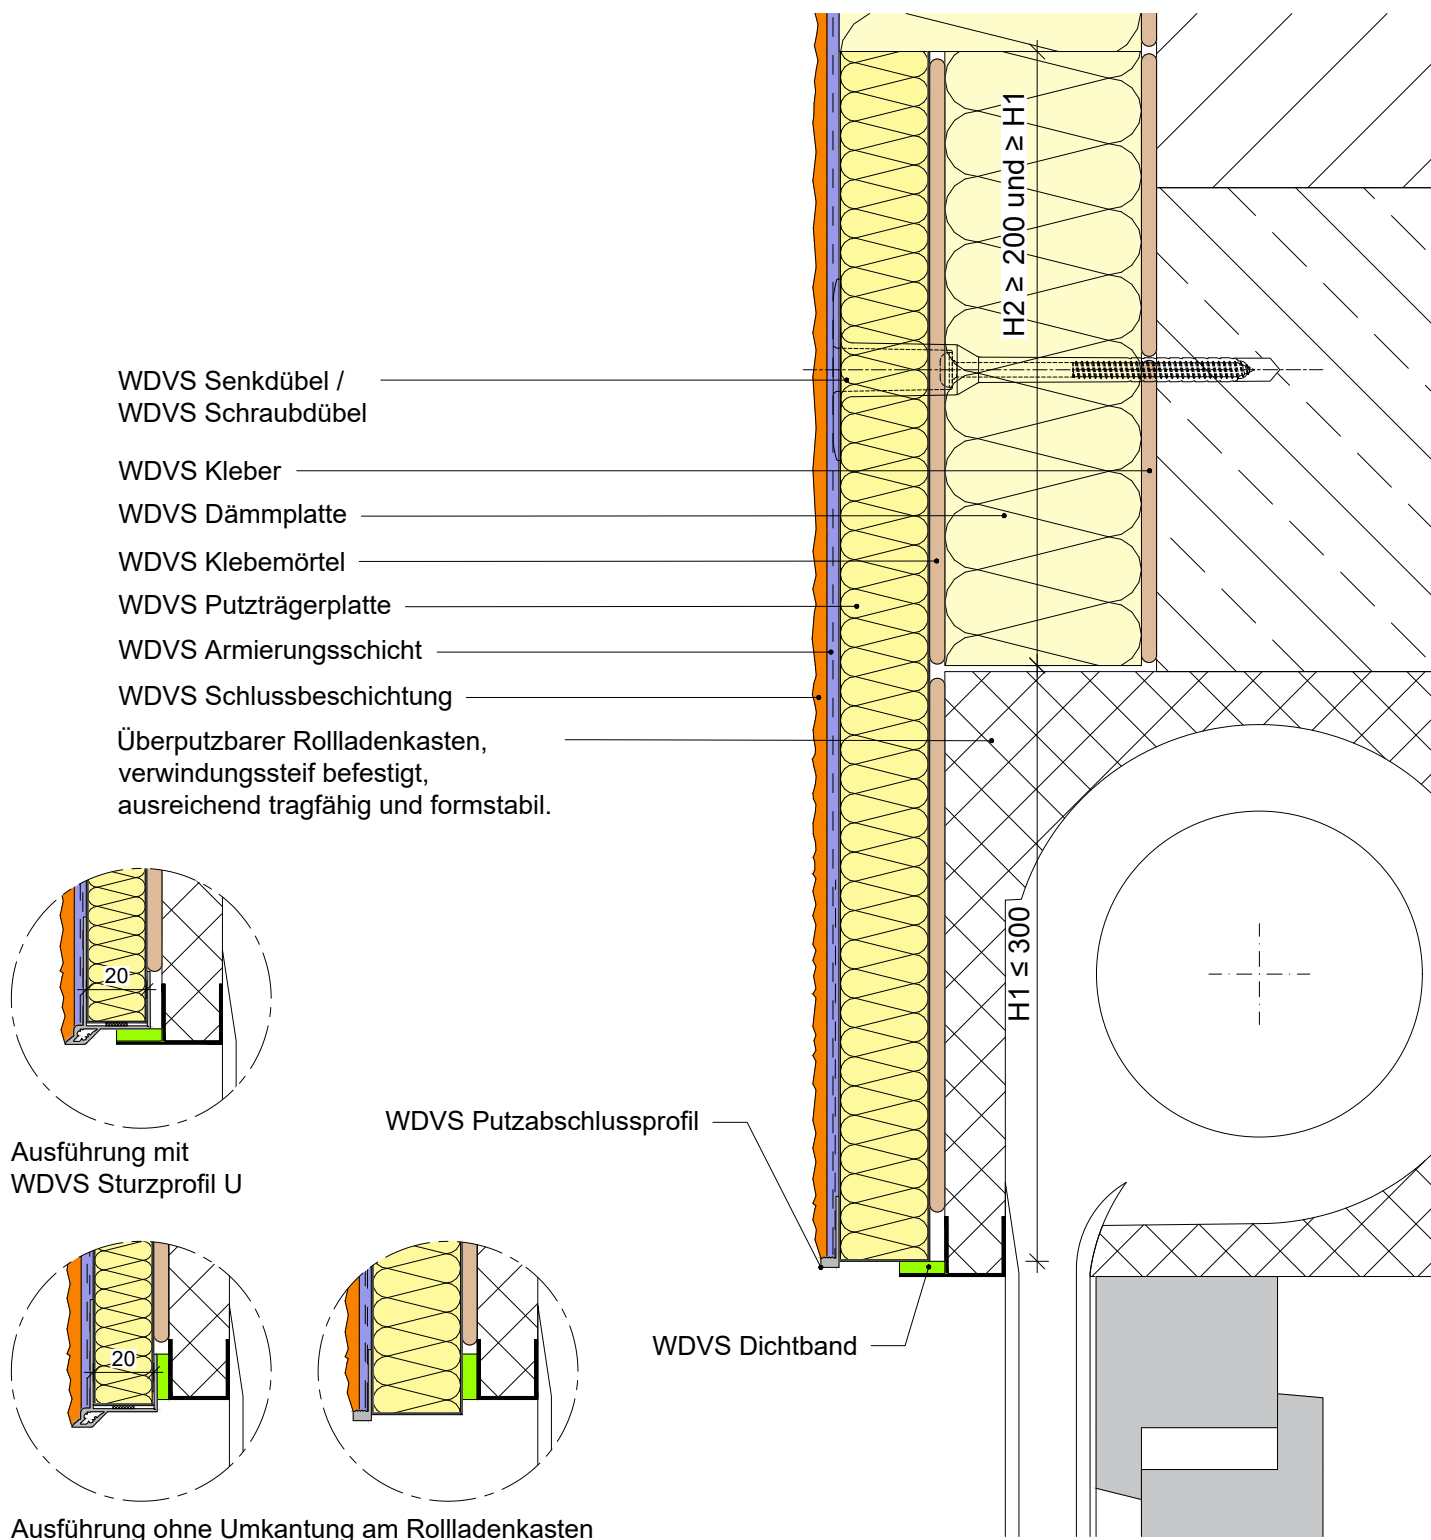 H2 ≥ 200 und ≥ H1
WDVS Senkdübel /
WDVS Schraubdübel
WDVS Kleber
WDVS Dämmplatte
WDVS Klebemörtel
WDVS Putzträgerplatte
WDVS Armierungsschicht
WDVS Schlussbeschichtung
Überputzbarer Rollladenkasten,
verwindungssteif befestigt,
ausreichend tragfähig und formstabil.
H1 ≤ 300
20
WDVS Putzabschlussprofil
Ausführung mit
WDVS Sturzprofil U
WDVS Dichtband
20
Ausführung ohne Umkantung am Rollladenkasten